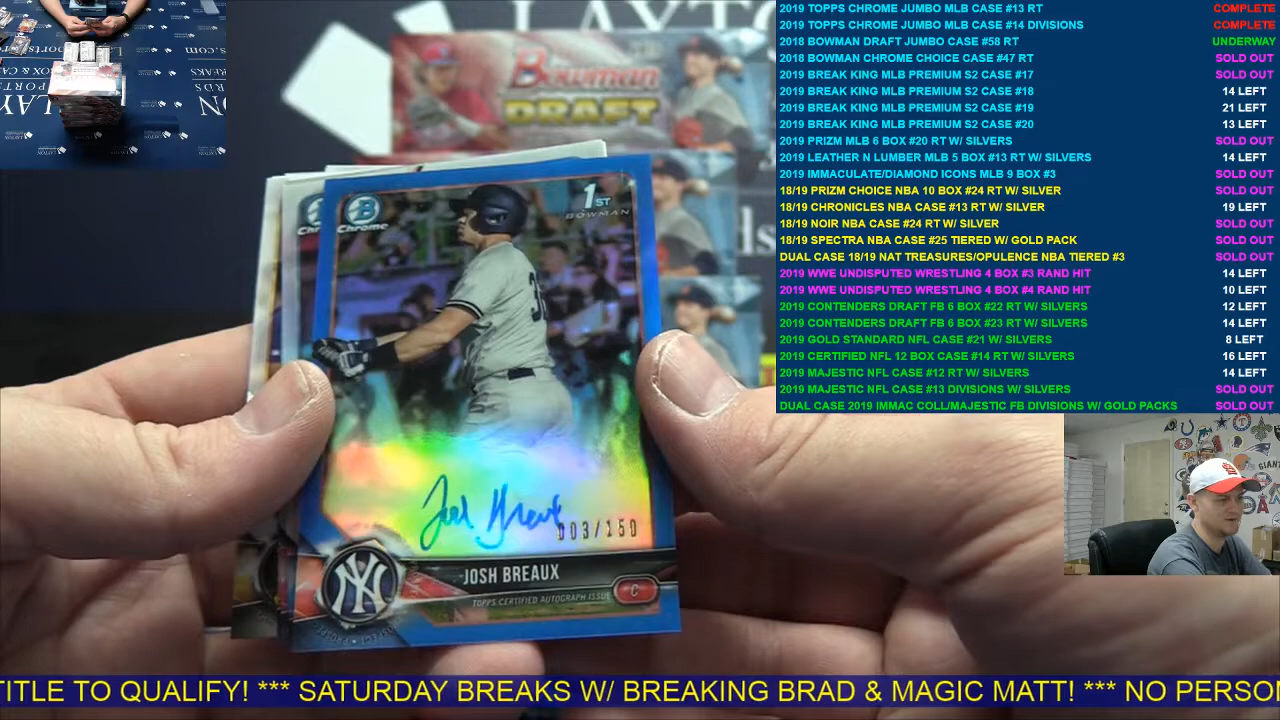 2019 TOPPS CHROME JUMBO MLB CASE #13 RT COMPLETE
2019 TOPPS CHROME JUMBO MLB CASE #14 DIVISIONS COMPLETE
2018 BOWMAN DRAFT JUMBO CASE #58 RT UNDERWAY
2018 BOWMAN CHROME CHOICE CASE #47 RT SOLD OUT
2019 BREAK KING MLB PREMIUM S2 CASE #17 SOLD OUT
2019 BREAK KING MLB PREMIUM S2 CASE #18 14 LEFT
2019 BREAK KING MLB PREMIUM S2 CASE #19 21 LEFT
2019 BREAK KING MLB PREMIUM S2 CASE #20 13 LEFT
2019 PRIZM MLB 6 BOX #20 RT W/ SILVERS SOLD OUT
2019 LEATHER N LUMBER MLB 5 BOX #13 RT W/ SILVERS 14 LEFT
2019 IMMACULATE/DIAMOND ICONS MLB 9 BOX #3 SOLD OUT
18/19 PRIZM CHOICE NBA 10 BOX #24 RT W/ SILVER SOLD OUT
18/19 CHRONICLES NBA CASE #13 RT W/ SILVER 19 LEFT
18/19 NOIR NBA CASE #24 RT W/ SILVER SOLD OUT
18/19 SPECTRA NBA CASE #25 TIERED W/ GOLD PACK SOLD OUT
DUAL CASE 18/19 NAT TREASURES/OPULENCE NBA TIERED #3 SOLD OUT
2019 WWE UNDISPUTED WRESTLING 4 BOX #3 RAND HIT 14 LEFT
2019 WWE UNDISPUTED WRESTLING 4 BOX #4 RAND HIT 10 LEFT
2019 CONTENDERS DRAFT FB 6 BOX #22 RT W/ SILVERS 12 LEFT
2019 CONTENDERS DRAFT FB 6 BOX #23 RT W/ SILVERS 14 LEFT
2019 GOLD STANDARD NFL CASE #21 W/ SILVERS 8 LEFT
2019 CERTIFIED NFL 12 BOX CASE #14 RT W/ SILVERS 16 LEFT
2019 MAJESTIC NFL CASE #12 RT W/ SILVERS 14 LEFT
2019 MAJESTIC NFL CASE #13 DIVISIONS W/ SILVERS SOLD OUT
DUAL CASE 2019 IMMAC COLL/MAJESTIC FB DIVISIONS W/ GOLD PACKS SOLD OUT
Bowman
DRAFT
B
Chrome
1ST
BOWMAN
Josh Breaux
003/150
NY
JOSH BREAUX
TOPPS CERTIFIED AUTOGRAPH ISSUE
C
TITLE TO QUALIFY! *** SATURDAY BREAKS W/ BREAKING BRAD & MAGIC MATT! *** NO PERSO